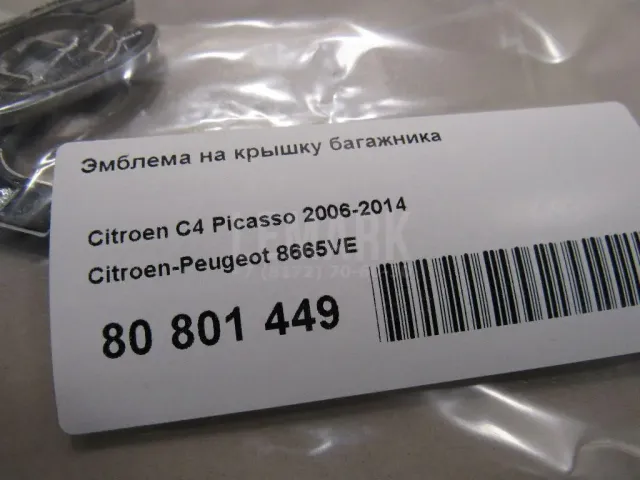 Эмблема на крышку багажника
Citroen C4 Picasso 2006-2014
Citroen-Peugeot 8665VE
80 801 449